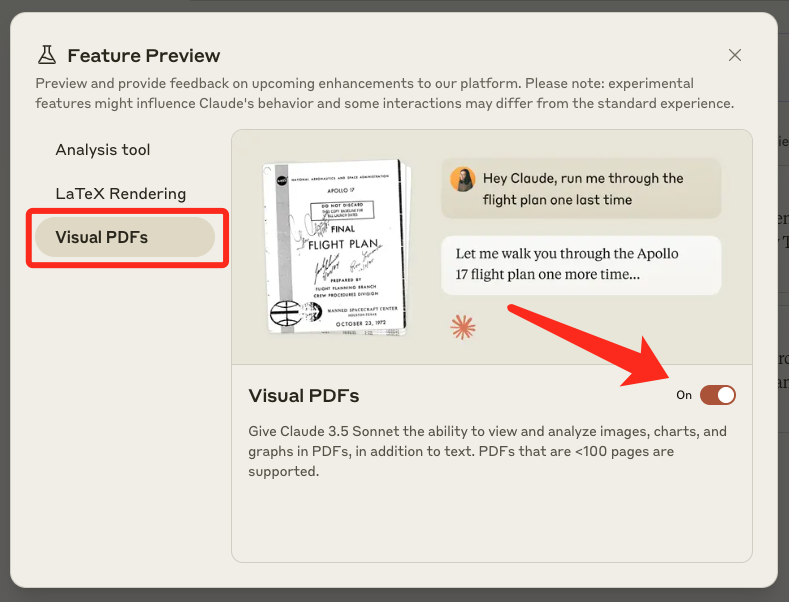 Feature Preview
Preview and provide feedback on upcoming enhancements to our platform. Please note: experimental
features might influence Claude's behavior and some interactions may differ from the standard experience.
Analysis tool
LaTeX Rendering
Visual PDFs
NATIONAL AERONAUTICS AND SPACE ADMINISTRATION
APOLLO 17
DO NOT DISCARD
FINAL
FLIGHT PLAN
PREPARED BY
FLIGHT PLANNING BRANCH
CREW PROCEDURES DIVISION
MANNED SPACECRAFT CENTER
HOUSTON, TEXAS
OCTOBER 23, 1972
Hey Claude, run me through the
flight plan one last time
Let me walk you through the Apollo
17 flight plan one more time...
Visual PDFs
On
Give Claude 3.5 Sonnet the ability to view and analyze images, charts, and
graphs in PDFs, in addition to text. PDFs that are <100 pages are
supported.